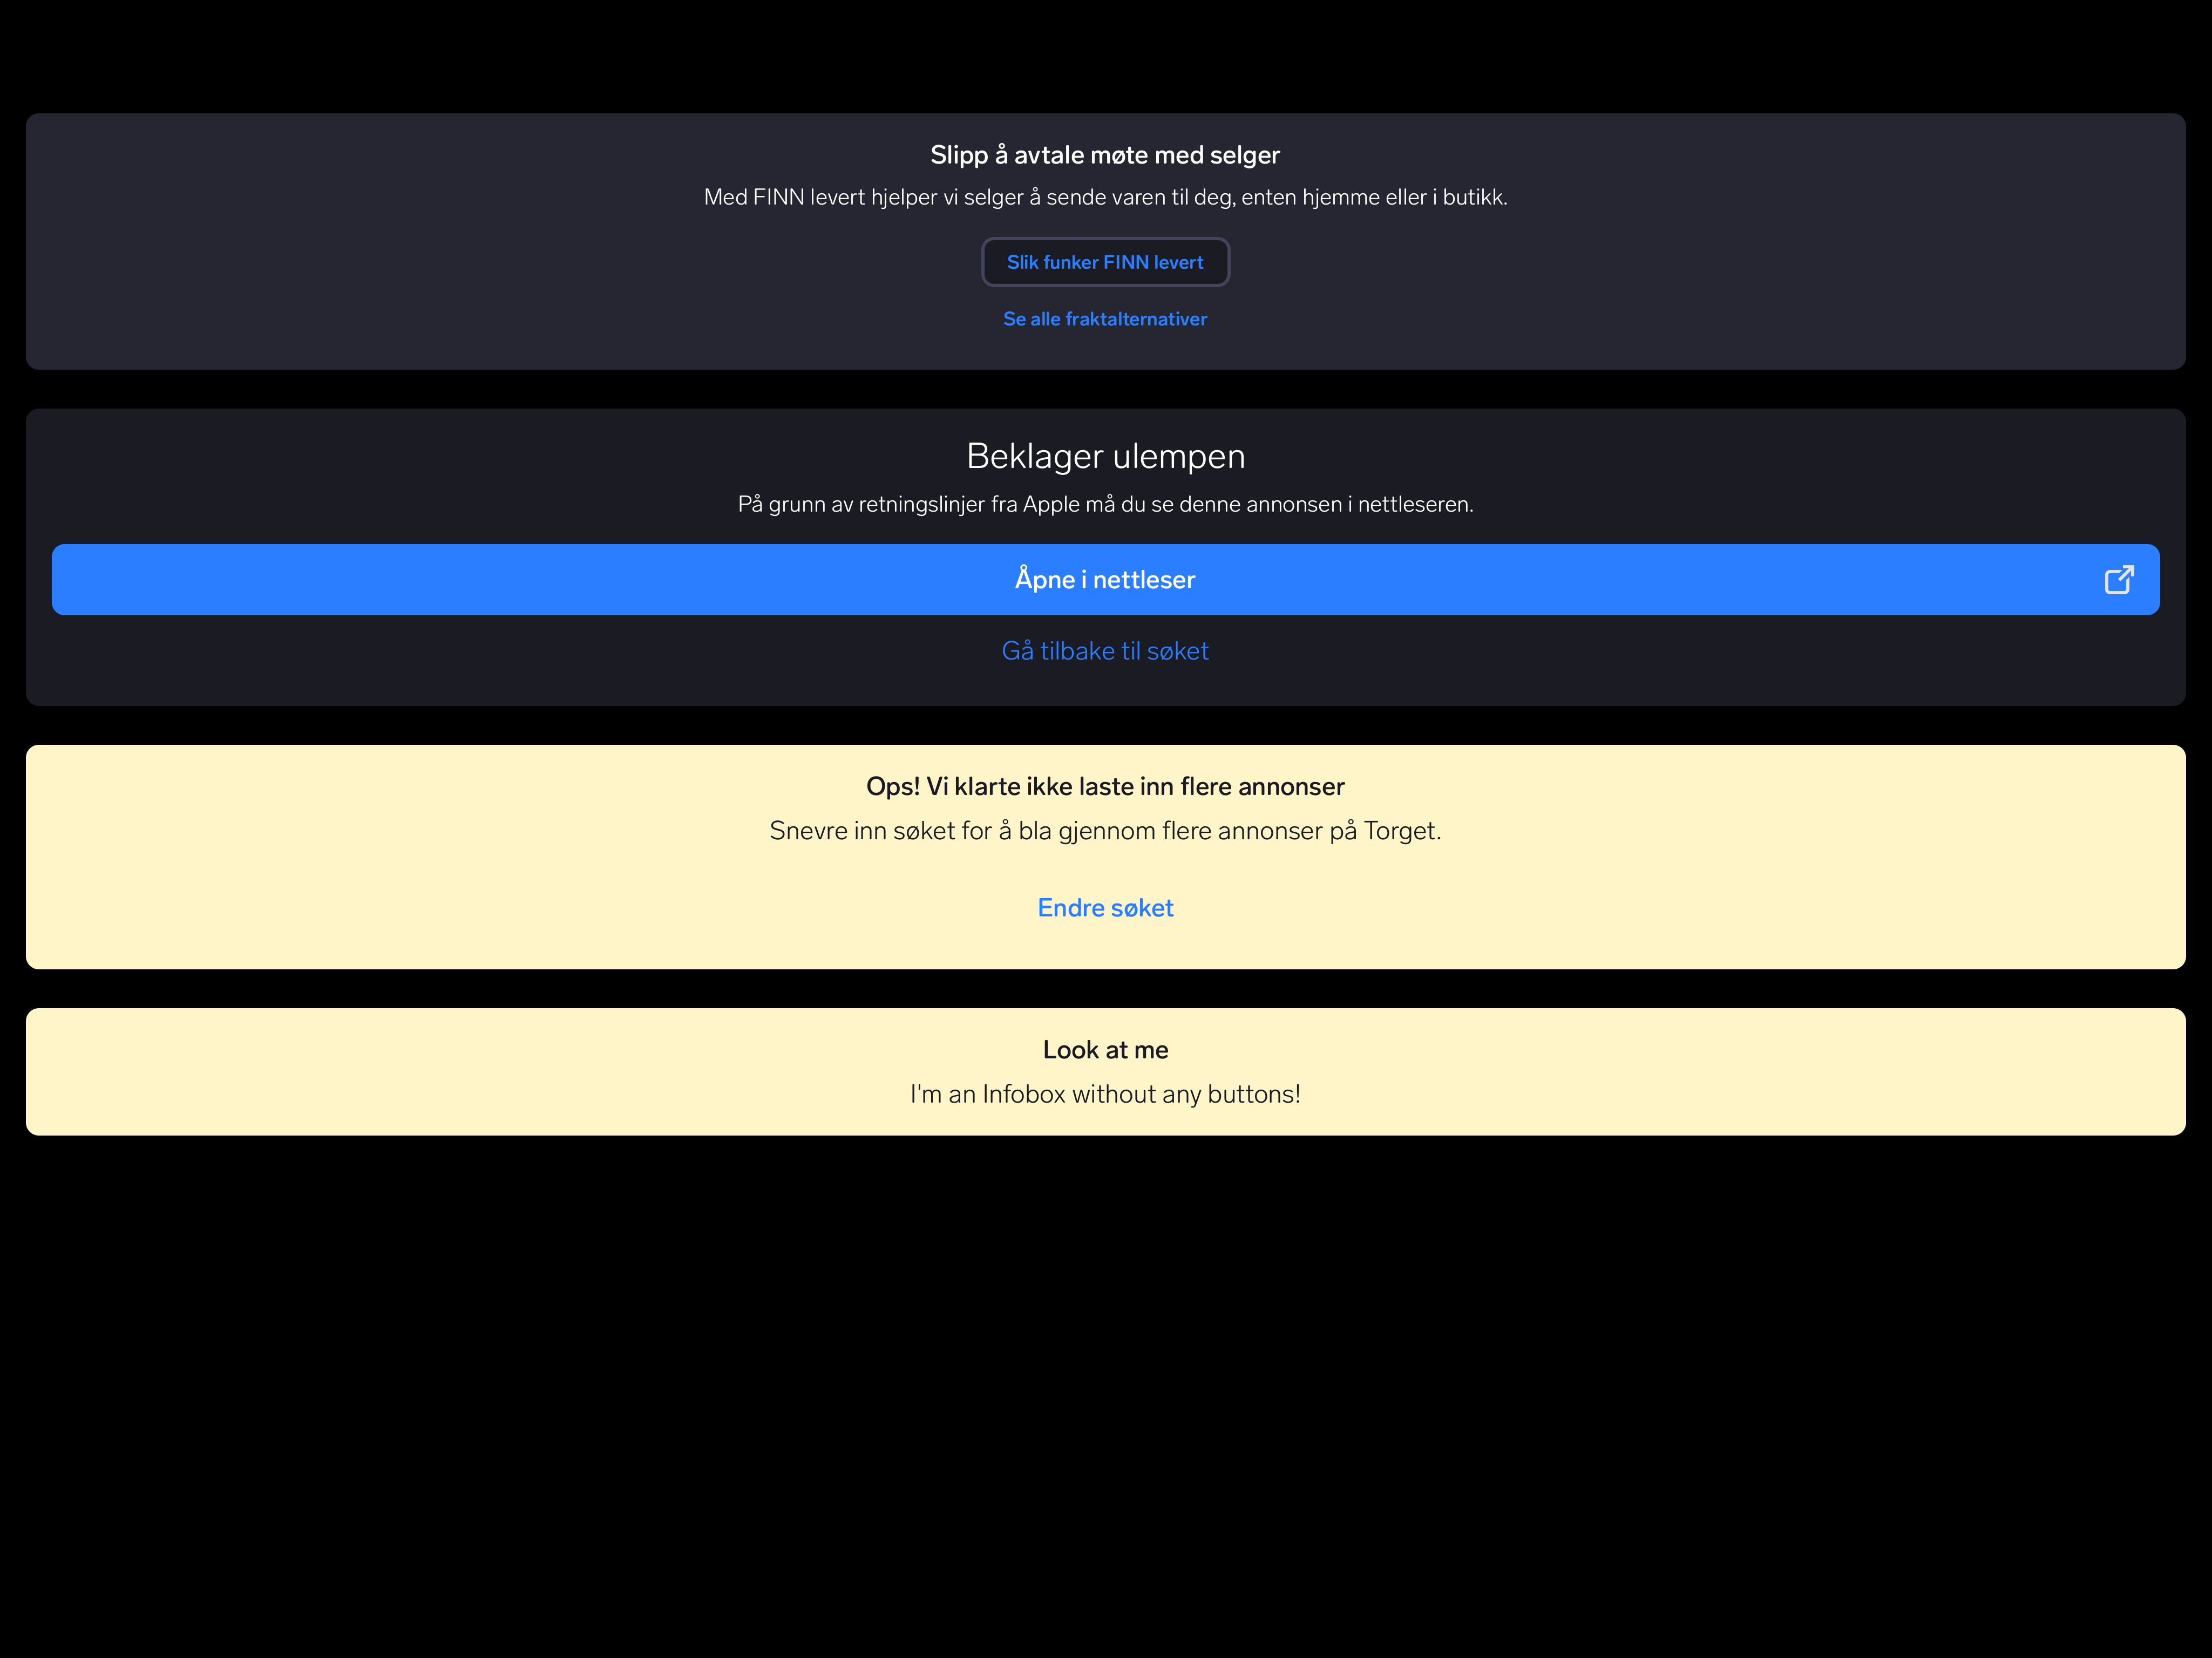 Slipp å avtale møte med selger
Med FINN levert hjelper vi selger å sende varen til deg, enten hjemme eller i butikk.
Slik funker FINN levert
Se alle fraktalternativer
Beklager ulempen
På grunn av retningslinjer fra Apple må du se denne annonsen i nettleseren.
Åpne i nettleser
Gå tilbake til søket
Ops! Vi klarte ikke laste inn flere annonser
Snevre inn søket for å bla gjennom flere annonser på Torget.
Endre søket
Look at me
I'm an Infobox without any buttons!